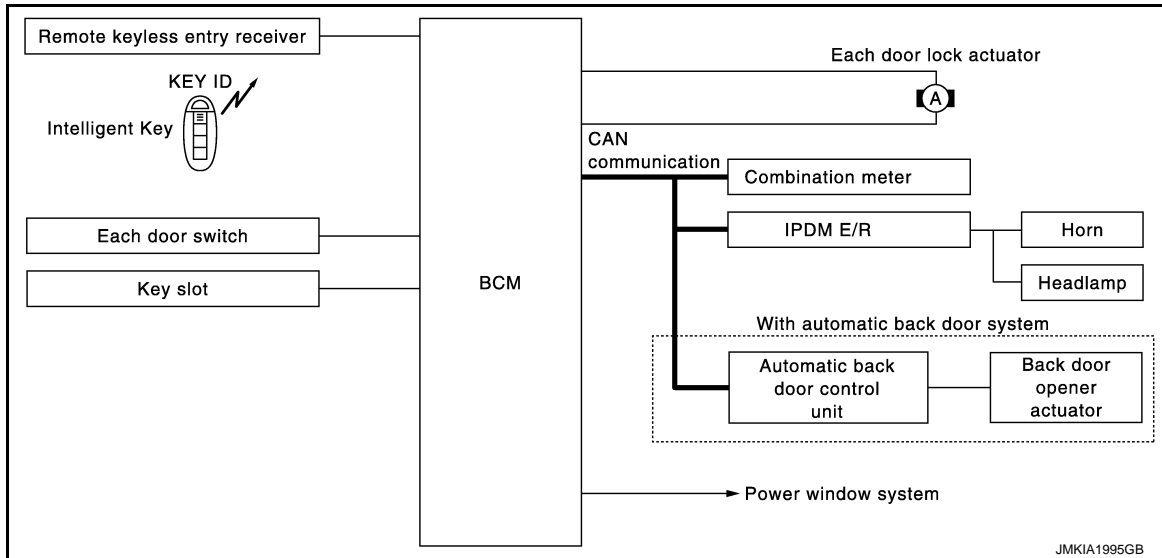 Remote keyless entry receiver
KEY ID
Intelligent Key
Each door switch
Key slot
BCM
Each door lock actuator
A
CAN
communication
Combination meter
IPDM E/R
Horn
Headlamp
With automatic back door system
Automatic back
door control
unit
Back door
opener
actuator
Power window system
JMKIA1995GB